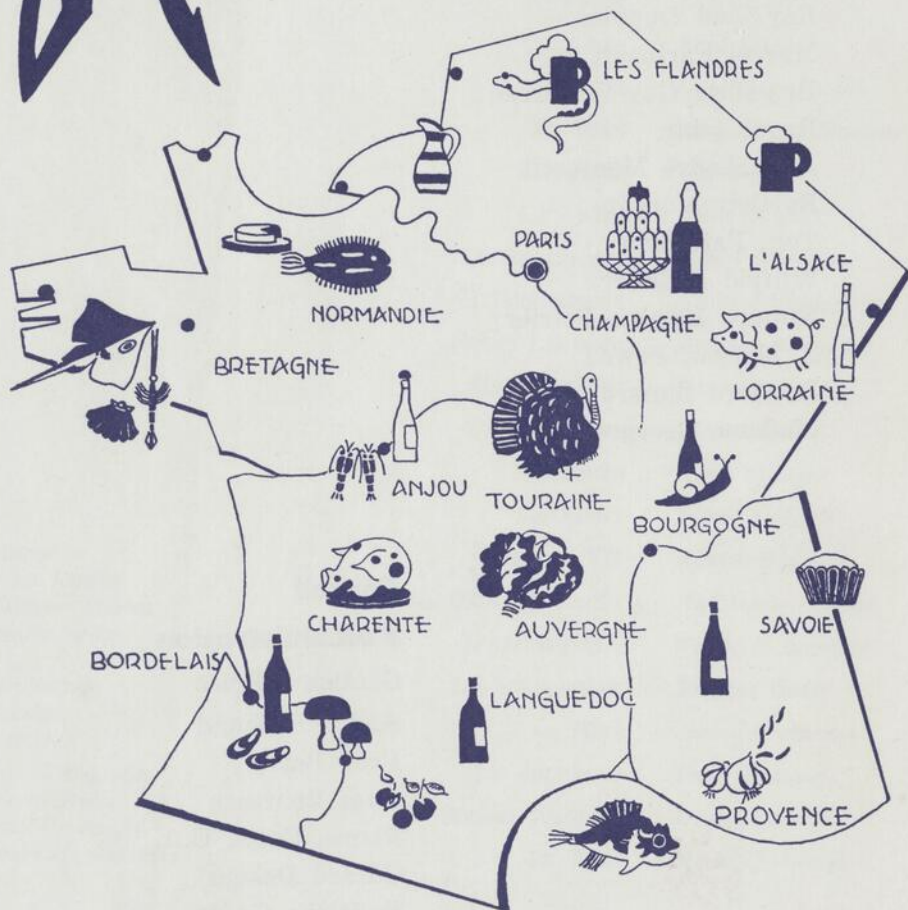 LES FLANDRES
PARIS
L'ALSACE
NORMANDIE
CHAMPAGNE
BRETAGNE
LORRAINE
ANJOU
TOURAINE
BOURGOGNE
CHARENTE
AUVERGNE
SAVOIE
BORDELAIS
LANGUEDOC
PROVENCE